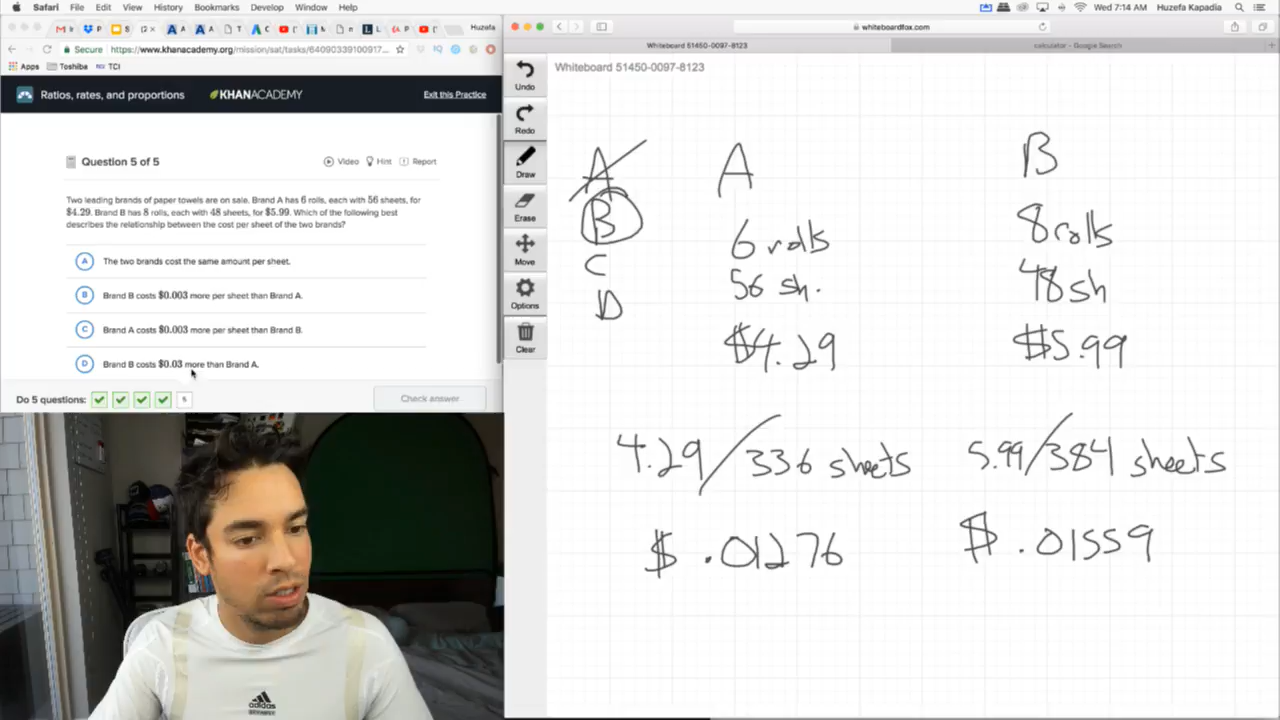 Safari File Edit View History Bookmarks Develop Window Help
Wed 7:14 AM Huzefa Kapadia
Huzefa
Secure https://www.khanacademy.org/mission/sat/tasks/64090339100917...
Apps Toshiba TCI
Ratios, rates, and proportions KHANACADEMY Exit this Practice
Question 5 of 5 Video Hint Report
Two leading brands of paper towels are on sale. Brand A has 6 rolls, each with 56 sheets, for
$4.29. Brand B has 8 rolls, each with 48 sheets, for $5.99. Which of the following best
describes the relationship between the cost per sheet of the two brands?
A The two brands cost the same amount per sheet.
B Brand B costs $0.003 more per sheet than Brand A.
C Brand A costs $0.003 more per sheet than Brand B.
D Brand B costs $0.03 more than Brand A.
Do 5 questions: 5 Check answer
adidas
whiteboardfox.com
Whiteboard 51450-0097-8123 calculator - Google Search
Whiteboard 51450-0097-8123
Undo
Redo
Draw
Erase
Move
Options
Clear
A
B
C
D
A
6 rolls
56 sh.
$4.29
4.29/336 sheets
$ .01276
B
8 rolls
48 sh
$5.99
5.99/384 sheets
$ .01559